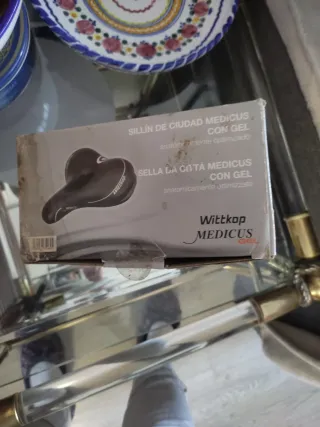 SILLÍN DE CIUDAD MEDICUS
CON GEL
SELLA DA CITTÀ MEDICUS
CON GEL
Wittkop
MEDICUS